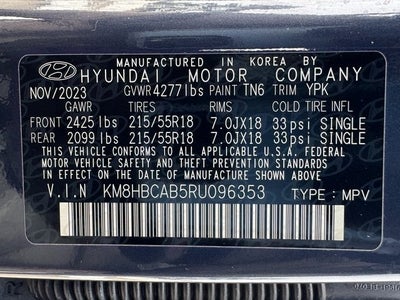 MANUFACTURED IN KOREA BY
HYUNDAI MOTOR COMPANY
NOV/2023 GVWR 4277lbs PAINT TN6 TRIM YPK
GAWR TIRES RIMS COLD TIRE INFL
FRONT 2425 lbs 215/55R18 7.0JX18 33psi SINGLE
REAR 2099 lbs 215/55R18 7.0JX18 33psi SINGLE
THIS VEHICLE CONFORMS TO ALL APPLICABLE U.S.A. FEDERAL
MOTOR VEHICLE SAFETY AND THEFT PREVENTION STANDARDS
IN EFFECT ON THE DATE OF MANUFACTURE SHOWN ABOVE.
V.I.N KM8HBCAB5RU096353 TYPE : MPV